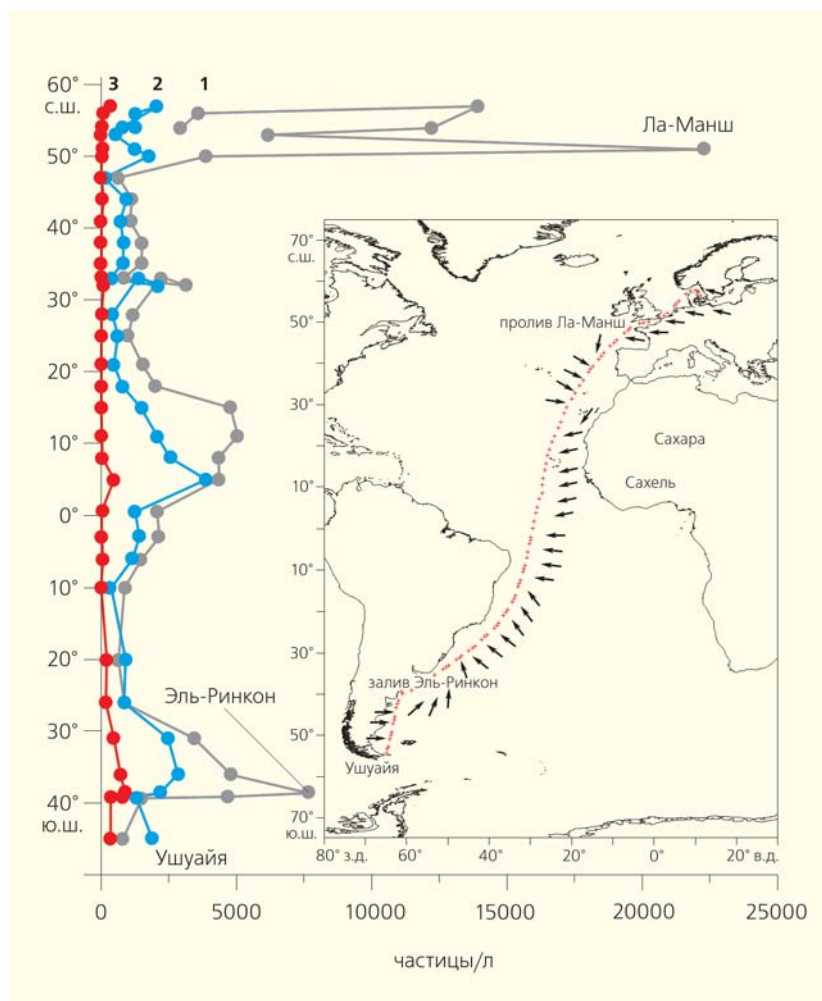 60°
с.ш.
3 2 1
Ла-Манш
50°
40°
30°
20°
10°
0°
10°
20°
Эль-Ринкон
30°
40°
ю.ш.
Ушуайя
70°
с.ш.
пролив Ла-Манш
50°
30°
Сахара
10°
Сахель
10°
30°
залив Эль-Ринкон
50°
Ушуайя
70°
ю.ш.
80° з.д. 60° 40° 20° 0° 20° в.д.
0 5000 10000 15000 20000 25000
частицы/л